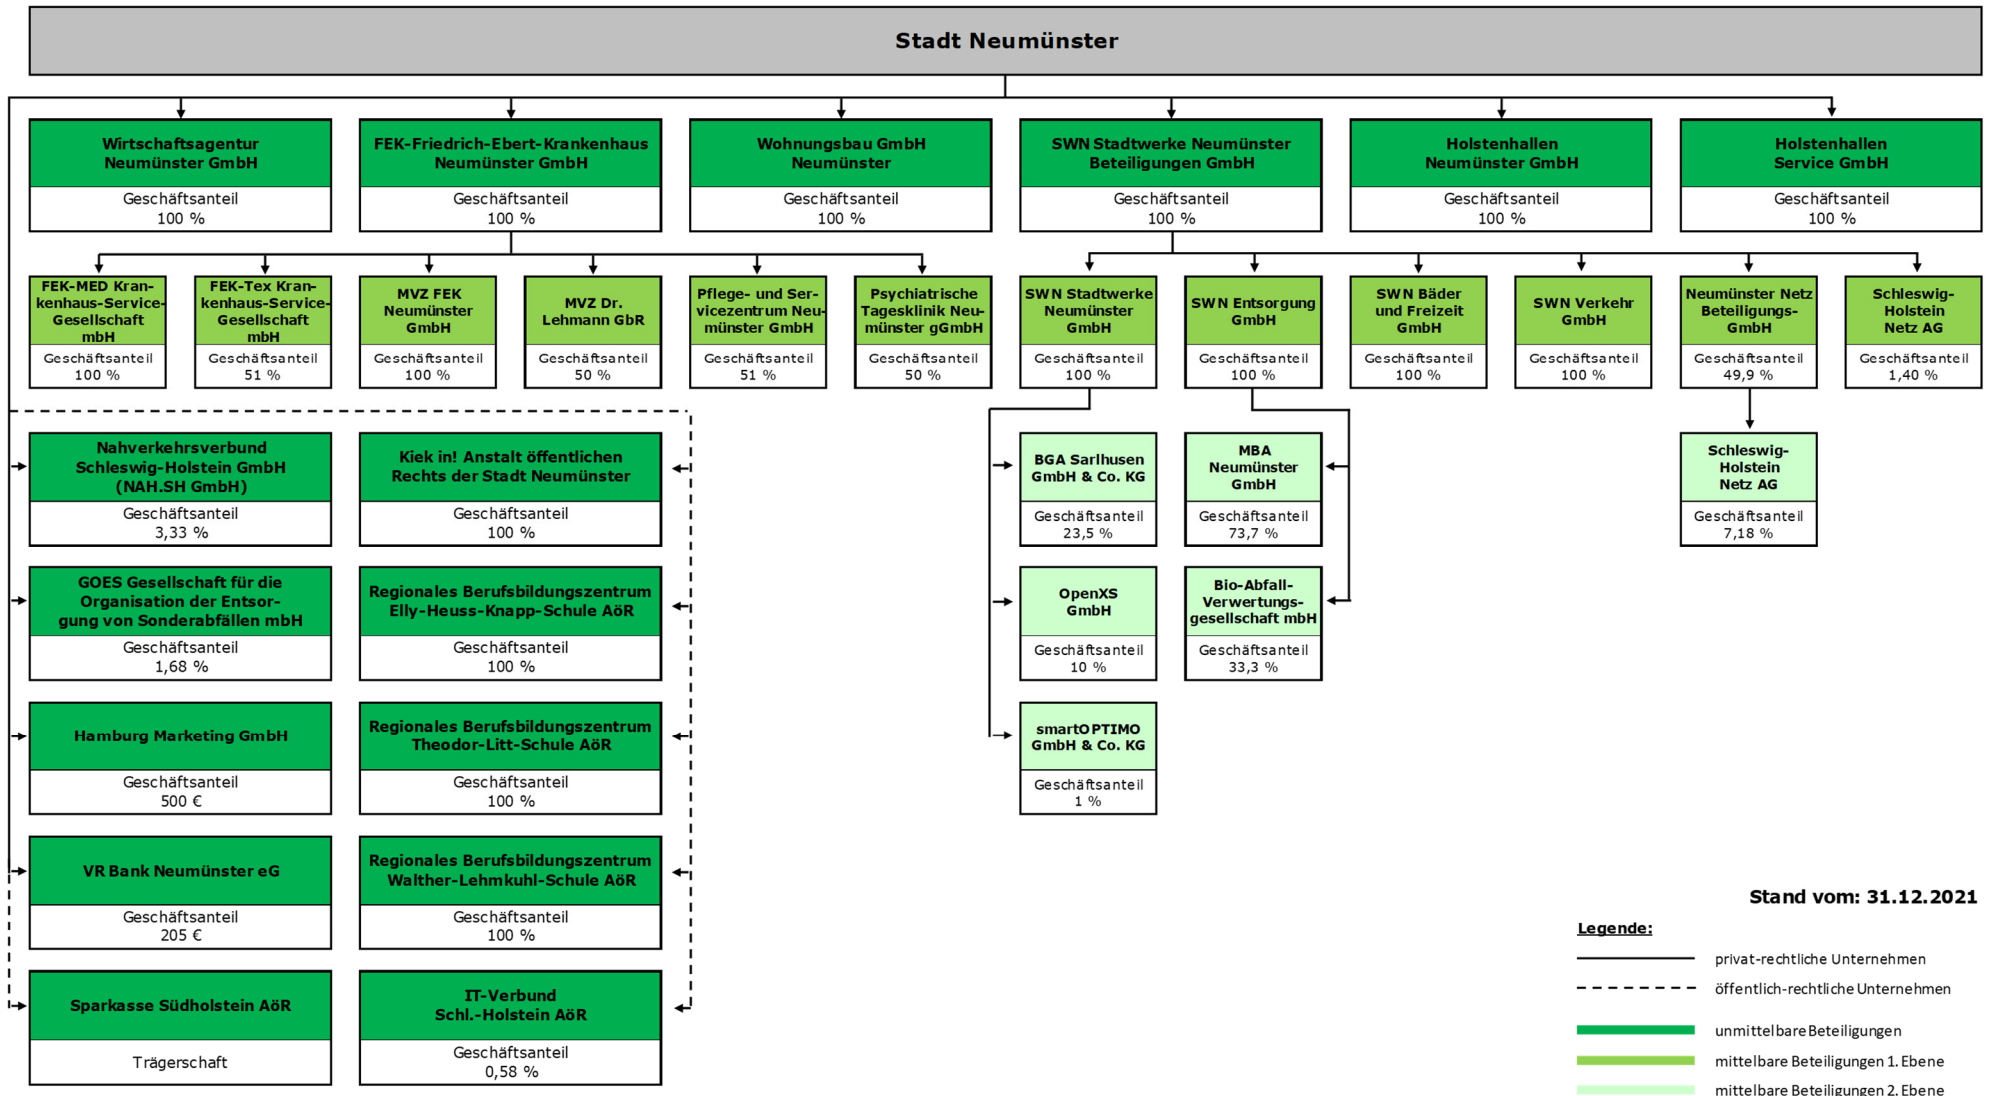 Stadt Neumünster
Wirtschaftsagentur
Neumünster GmbH
Geschäftsanteil
100 %
FEK-Friedrich-Ebert-Krankenhaus
Neumünster GmbH
Geschäftsanteil
100 %
Wohnungsbau GmbH
Neumünster
Geschäftsanteil
100 %
SWN Stadtwerke Neumünster
Beteiligungen GmbH
Geschäftsanteil
100 %
Holstenhallen
Neumünster GmbH
Geschäftsanteil
100 %
Holstenhallen
Service GmbH
Geschäftsanteil
100 %
FEK-MED Kran-
kenhaus-Service-
Gesellschaft
mbH
Geschäftsanteil
100 %
FEK-Tex Kran-
kenhaus-Service-
Gesellschaft
mbH
Geschäftsanteil
51 %
MVZ FEK
Neumünster
GmbH
Geschäftsanteil
100 %
MVZ Dr.
Lehmann GbR
Geschäftsanteil
50 %
Pflege- und Ser-
vicezentrum Neu-
münster GmbH
Geschäftsanteil
51 %
Psychiatrische
Tagesklinik Neu-
münster gGmbH
Geschäftsanteil
50 %
SWN Stadtwerke
Neumünster
GmbH
Geschäftsanteil
100 %
SWN Entsorgung
GmbH
Geschäftsanteil
100 %
SWN Bäder
und Freizeit
GmbH
Geschäftsanteil
100 %
SWN Verkehr
GmbH
Geschäftsanteil
100 %
Neumünster Netz
Beteiligungs-
GmbH
Geschäftsanteil
49,9 %
Schleswig-
Holstein
Netz AG
Geschäftsanteil
1,40 %
Nahverkehrsverbund
Schleswig-Holstein GmbH
(NAH.SH GmbH)
Geschäftsanteil
3,33 %
Kiek in! Anstalt öffentlichen
Rechts der Stadt Neumünster
Geschäftsanteil
100 %
BGA Sarlhusen
GmbH & Co. KG
Geschäftsanteil
23,5 %
MBA
Neumünster
GmbH
Geschäftsanteil
73,7 %
Schleswig-
Holstein
Netz AG
Geschäftsanteil
7,18 %
GOES Gesellschaft für die
Organisation der Entsor-
gung von Sonderabfällen mbH
Geschäftsanteil
1,68 %
Regionales Berufsbildungszentrum
Elly-Heuss-Knapp-Schule AöR
Geschäftsanteil
100 %
OpenXS
GmbH
Geschäftsanteil
10 %
Bio-Abfall-
Verwertungs-
gesellschaft mbH
Geschäftsanteil
33,3 %
Hamburg Marketing GmbH
Geschäftsanteil
500 €
Regionales Berufsbildungszentrum
Theodor-Litt-Schule AöR
Geschäftsanteil
100 %
smartOPTIMO
GmbH & Co. KG
Geschäftsanteil
1 %
VR Bank Neumünster eG
Geschäftsanteil
205 €
Regionales Berufsbildungszentrum
Walther-Lehmkuhl-Schule AöR
Geschäftsanteil
100 %
Sparkasse Südholstein AöR
Trägerschaft
IT-Verbund
Schl.-Holstein AöR
Geschäftsanteil
0,58 %
Stand vom: 31.12.2021
Legende:
privat-rechtliche Unternehmen
öffentlich-rechtliche Unternehmen
unmittelbare Beteiligungen
mittelbare Beteiligungen 1. Ebene
mittelbare Beteiligungen 2. Ebene